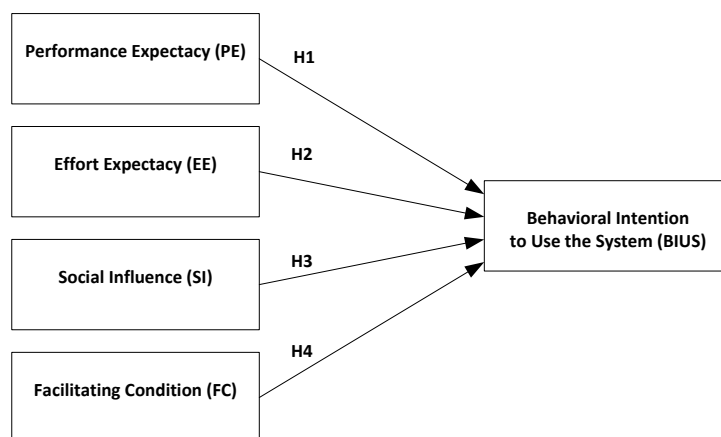 Performance Expectacy (PE)
H1
Effort Expectacy (EE)
H2
Behavioral Intention
to Use the System (BIUS)
Social Influence (SI)
H3
Facilitating Condition (FC)
H4